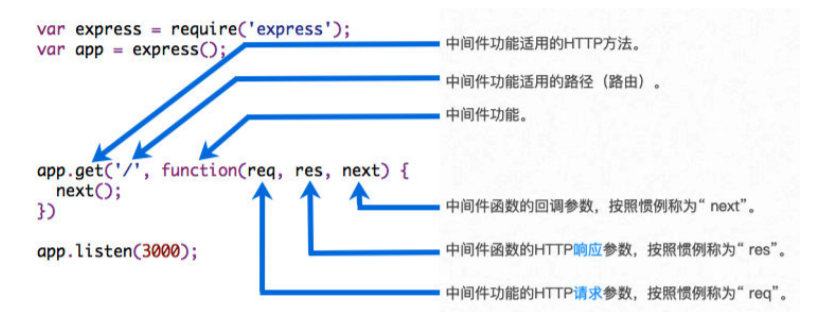 var express = require('express');
var app = express();
中间件功能适用的HTTP方法。
中间件功能适用的路径（路由）。
中间件功能。
app.get('/', function(req, res, next) {
next();
})
中间件函数的回调参数，按照惯例称为“ next”。
app.listen(3000);
中间件函数的HTTP响应参数，按照惯例称为“ res”。
中间件功能的HTTP请求参数，按照惯例称为“ req”。